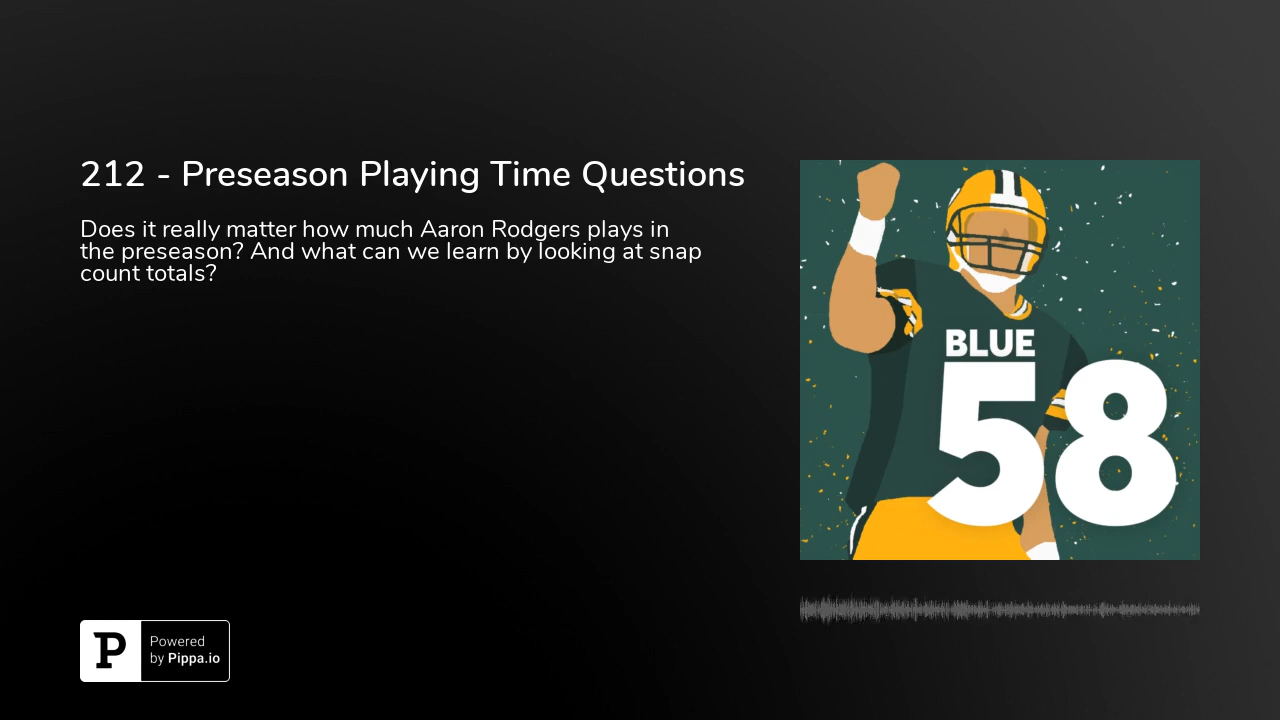 212 - Preseason Playing Time Questions
Does it really matter how much Aaron Rodgers plays in
the preseason? And what can we learn by looking at snap
count totals?
BLUE
58
P
Powered
by Pippa.io